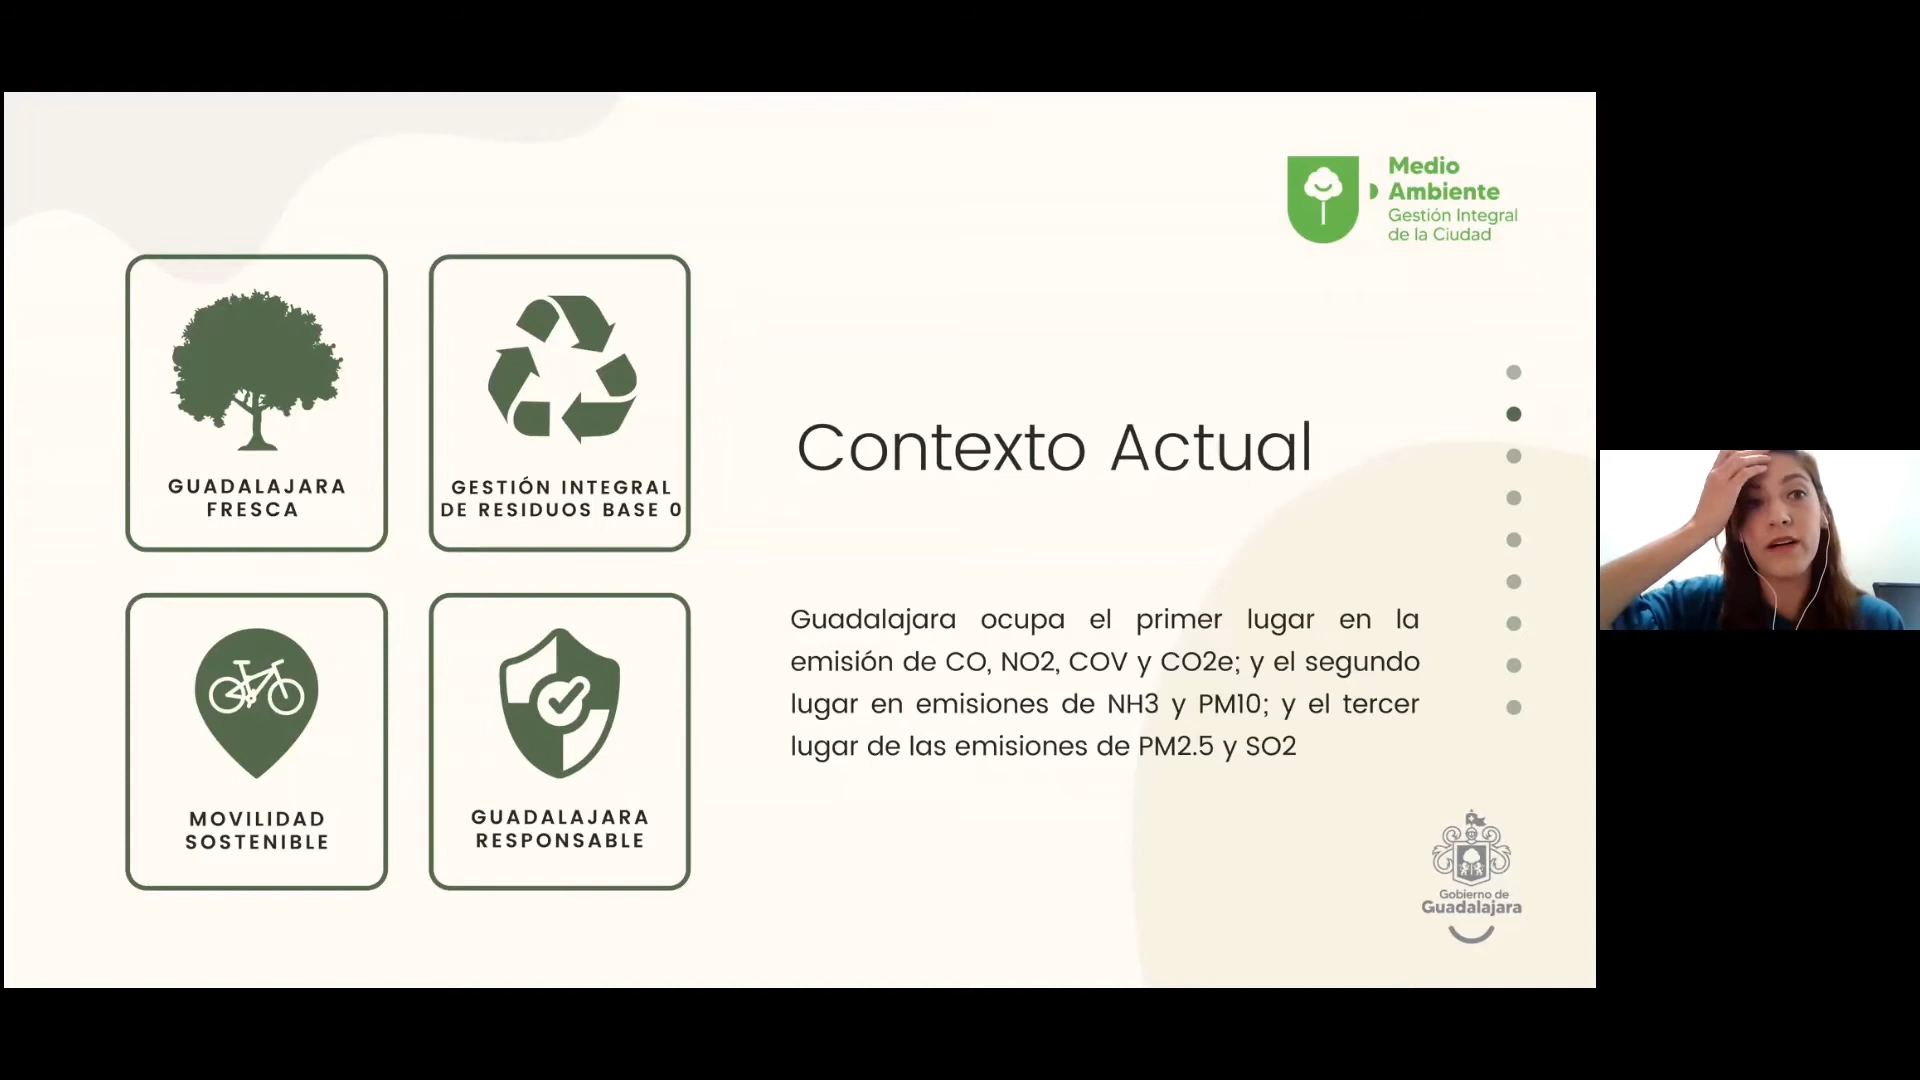 Medio
Ambiente
Gestión Integral
de la Ciudad
GUADALAJARA
FRESCA
GESTIÓN INTEGRAL
DE RESIDUOS BASE 0
MOVILIDAD
SOSTENIBLE
GUADALAJARA
RESPONSABLE
Contexto Actual
Guadalajara ocupa el primer lugar en la
emisión de CO, NO2, COV y CO2e; y el segundo
lugar en emisiones de NH3 y PM10; y el tercer
lugar de las emisiones de PM2.5 y SO2
Gobierno de
Guadalajara